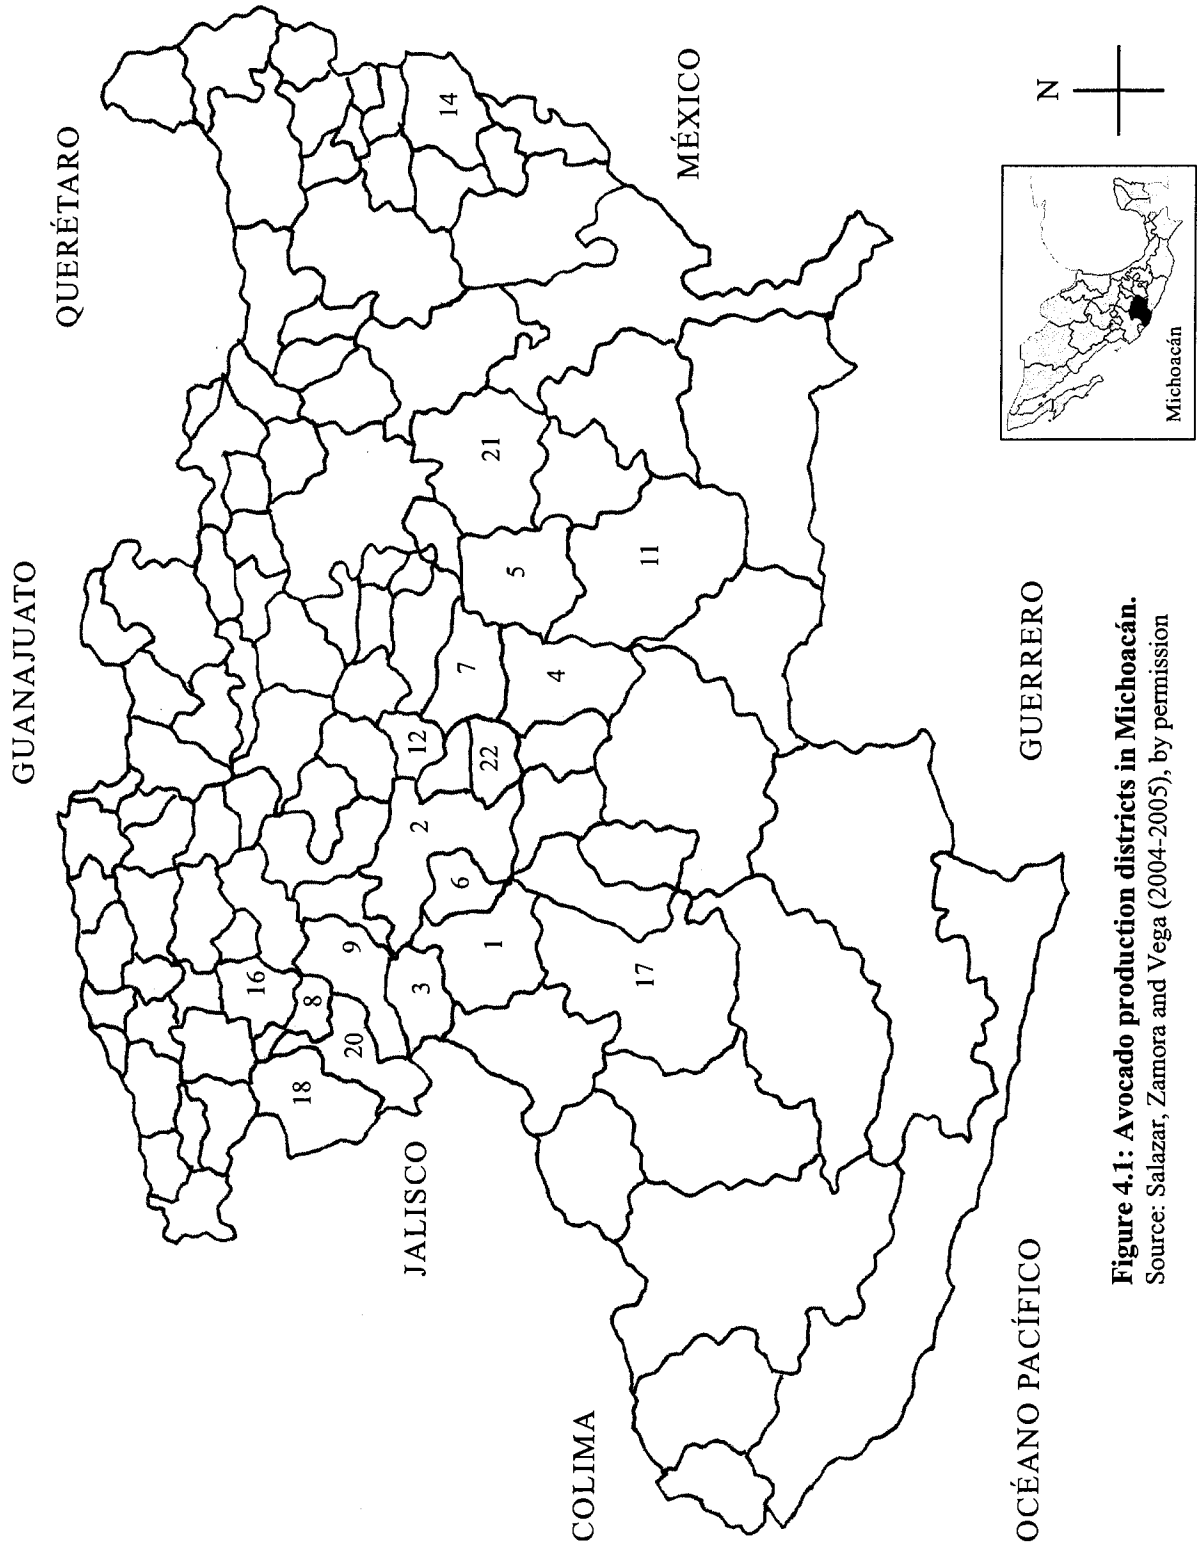 GUANAJUATO
QUERÉTARO
JALISCO
MÉXICO
COLIMA
GUERRERO
OCÉANO PACÍFICO
N
Michoacán
18
16
8
20
9
3
1
6
2
12
22
7
4
5
21
14
17
11
Figure 4.1: Avocado production districts in Michoacán.
Source: Salazar, Zamora and Vega (2004-2005), by permission